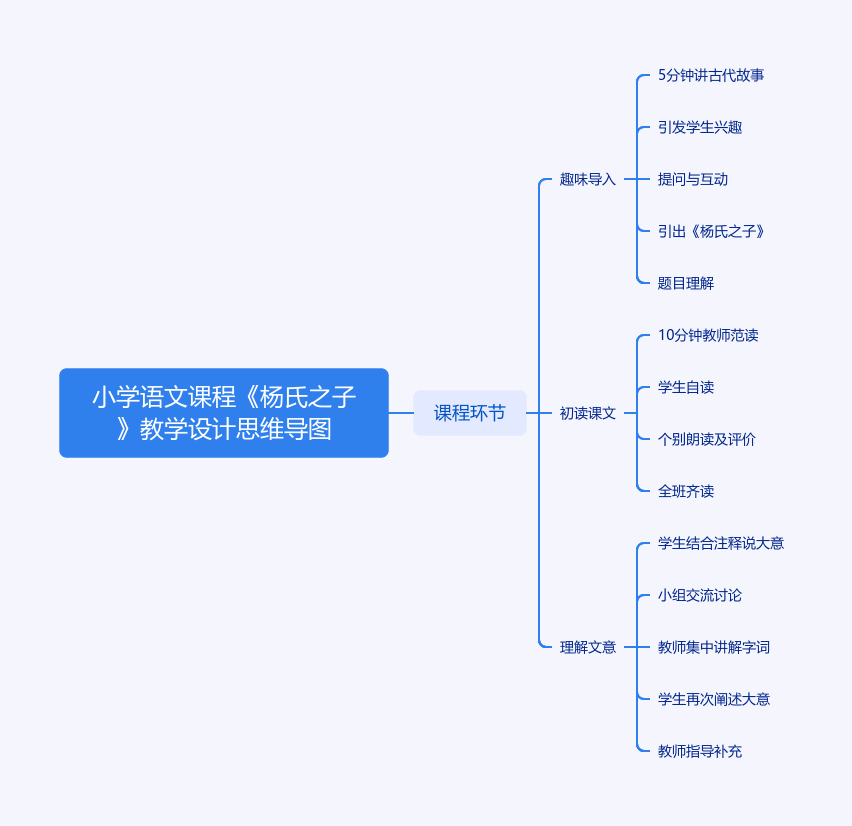 小学语文课程《杨氏之子
》教学设计思维导图
课程环节
趣味导入
5分钟讲古代故事
引发学生兴趣
提问与互动
引出《杨氏之子》
题目理解
初读课文
10分钟教师范读
学生自读
个别朗读及评价
全班齐读
理解文意
学生结合注释说大意
小组交流讨论
教师集中讲解字词
学生再次阐述大意
教师指导补充